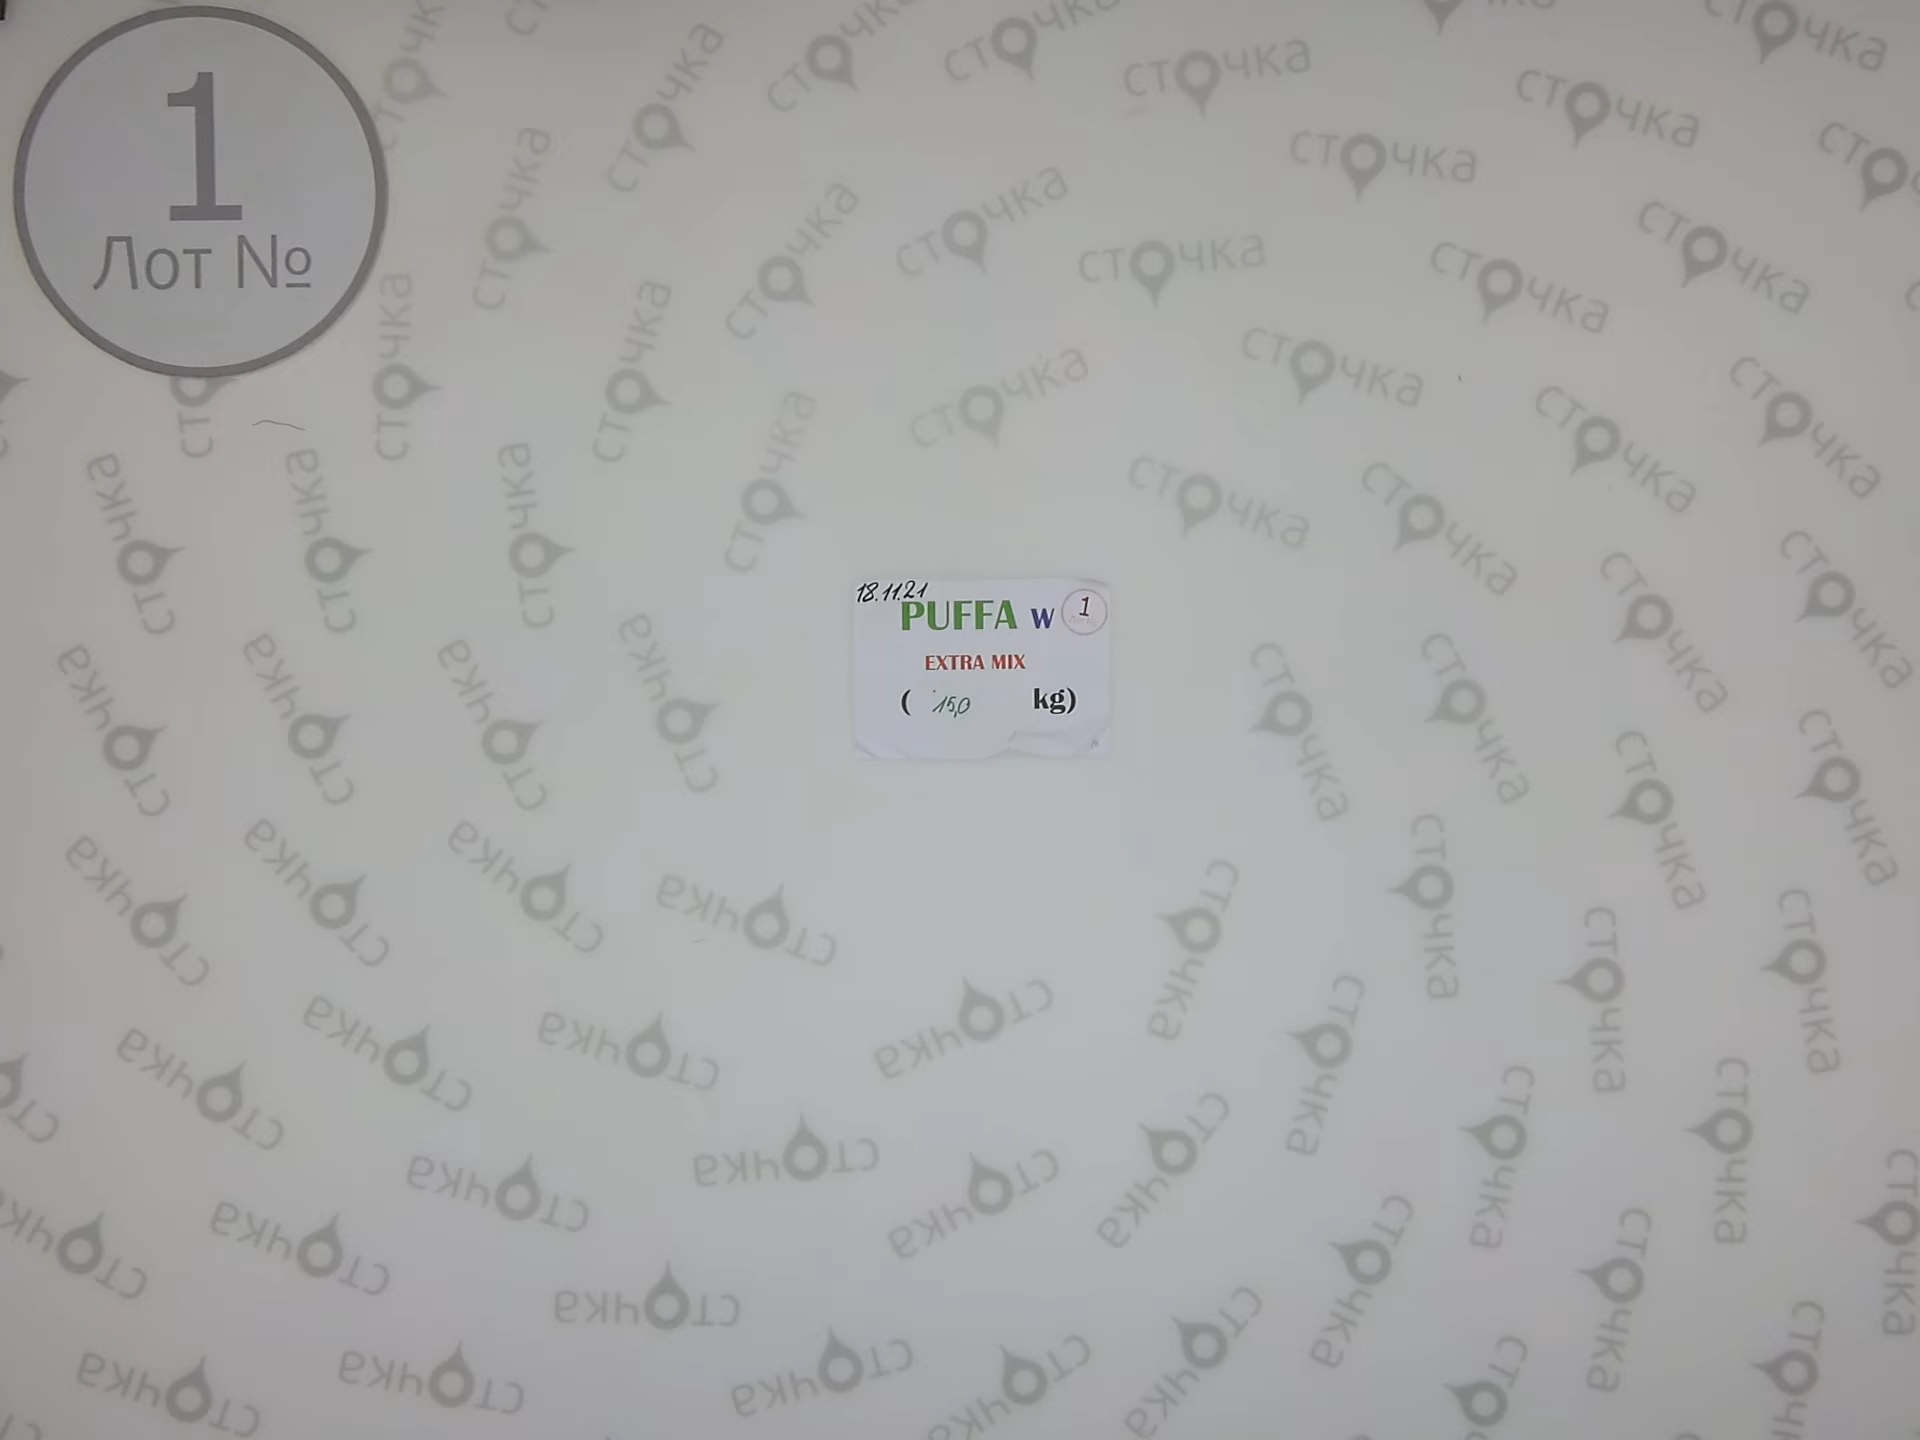 1
Лот №
18.11.21
PUFFA w 1
EXTRA MIX
( 15,0 kg)
сточка